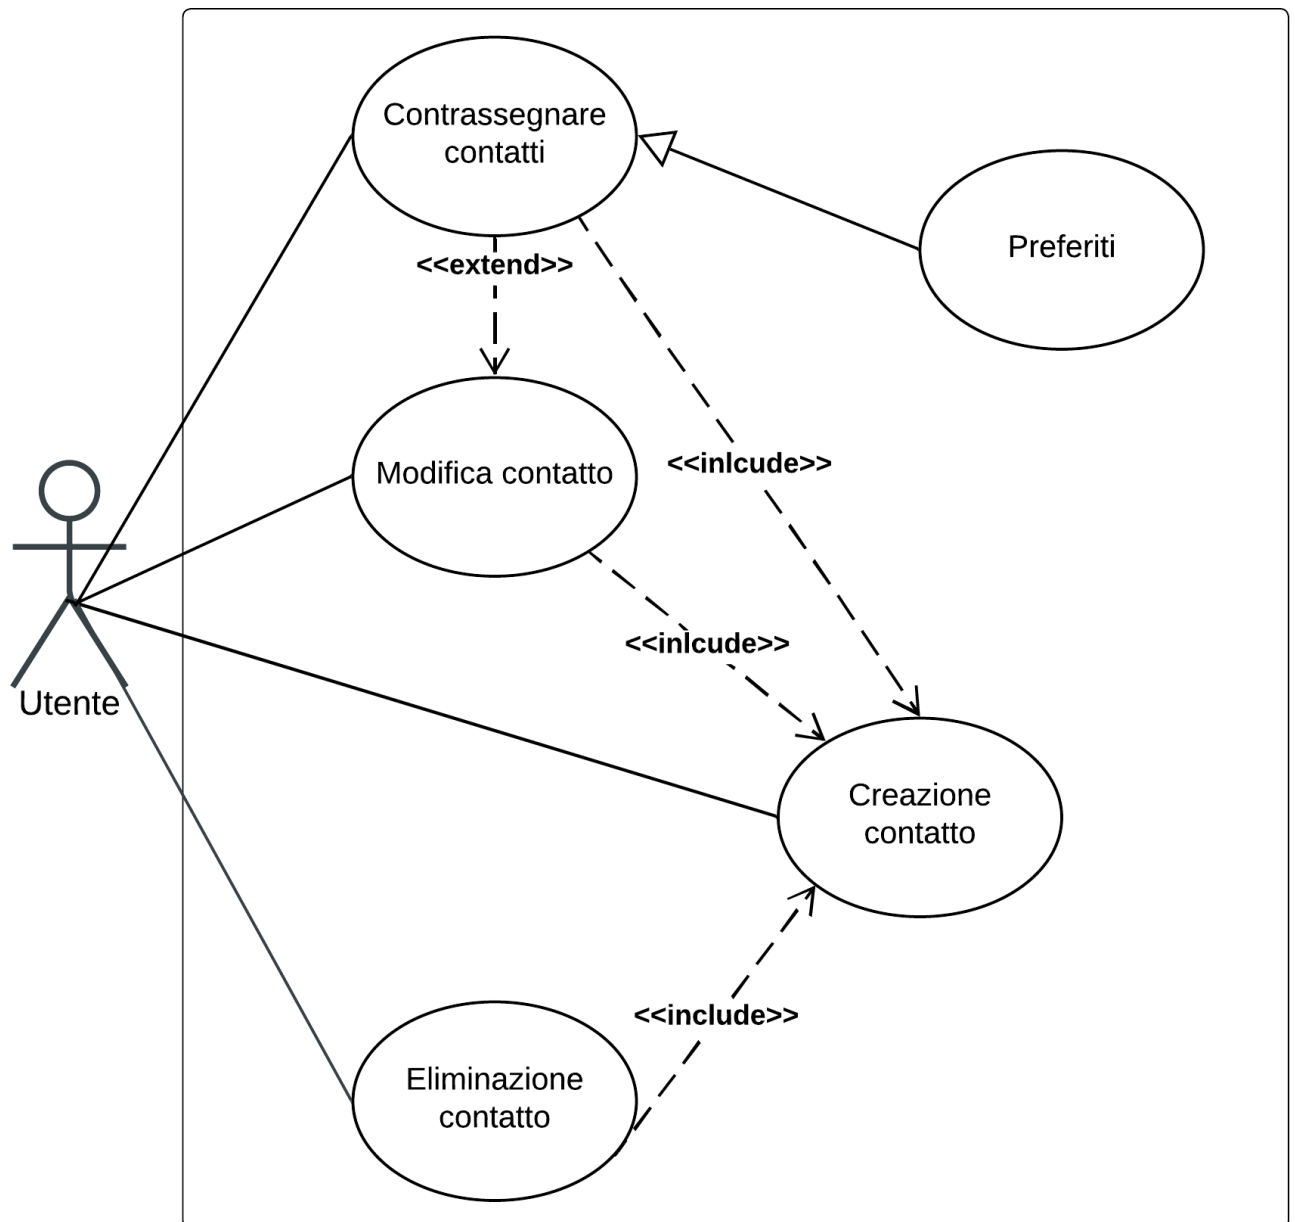 Contrassegnare
contatti
Preferiti
<<extend>>
<<inlcude>>
Modifica contatto
<<inlcude>>
Utente
Creazione
contatto
<<include>>
Eliminazione
contatto